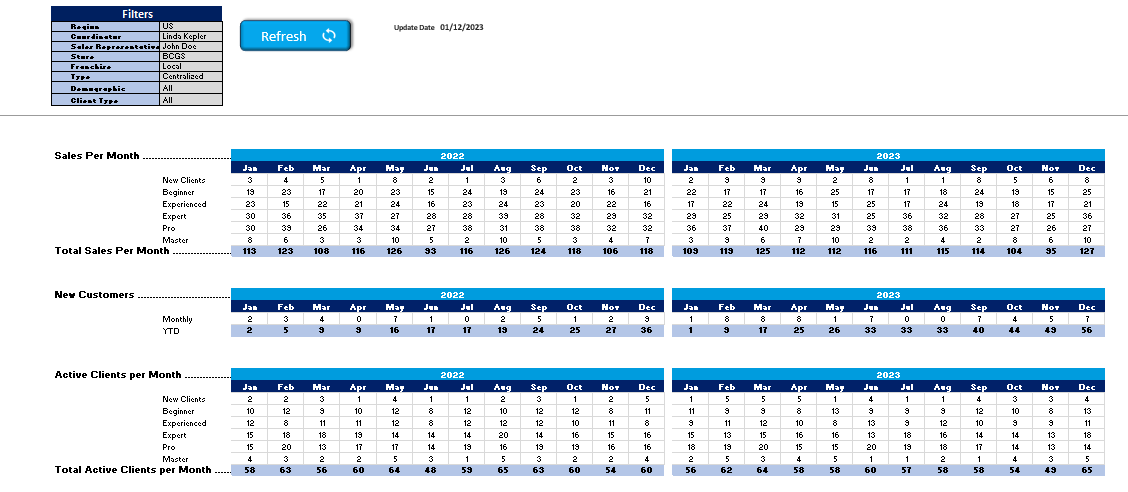 Filters
Region US
Coordinator Linda Kepler
Sales Representative John Doe
Store BCGS
Franchise Local
Type Centralized
Demographic All
Client Type All
Refresh
Update Date 01/12/2023
Sales Per Month 2022 2023
Jan Feb Mar Apr May Jun Jul Aug Sep Oct Nov Dec Jan Feb Mar Apr May Jun Jul Aug Sep Oct Nov Dec
New Clients 3 4 5 1 8 2 1 3 6 2 3 10 2 9 9 9 2 8 1 1 8 5 6 8
Beginner 19 23 17 20 23 15 24 19 24 23 16 21 22 17 17 16 25 17 17 18 24 19 15 25
Experienced 23 15 22 21 24 16 23 24 23 20 22 16 17 22 24 19 15 25 17 24 19 18 17 21
Expert 30 36 35 37 27 28 28 39 28 32 29 32 29 25 29 32 31 25 36 32 28 27 25 36
Pro 30 39 26 34 34 27 38 31 38 38 32 32 36 37 40 29 29 39 38 36 33 27 26 27
Master 8 6 3 3 10 5 2 10 5 3 4 7 3 9 6 7 10 2 2 4 2 8 6 10
Total Sales Per Month 113 123 108 116 126 93 116 126 124 118 106 118 109 119 125 112 112 116 111 115 114 104 95 127
New Customers 2022 2023
Jan Feb Mar Apr May Jun Jul Aug Sep Oct Nov Dec Jan Feb Mar Apr May Jun Jul Aug Sep Oct Nov Dec
Monthly 2 3 4 0 7 1 0 2 5 1 2 9 1 8 8 8 1 7 0 0 7 4 5 7
YTD 2 5 9 9 16 17 17 19 24 25 27 36 1 9 17 25 26 33 33 33 40 44 49 56
Active Clients per Month 2022 2023
Jan Feb Mar Apr May Jun Jul Aug Sep Oct Nov Dec Jan Feb Mar Apr May Jun Jul Aug Sep Oct Nov Dec
New Clients 2 2 3 1 4 1 1 2 3 1 2 5 1 5 5 5 1 4 1 1 4 3 3 4
Beginner 10 12 9 10 12 8 12 10 12 12 8 11 11 9 9 8 13 9 9 9 12 10 8 13
Experienced 12 8 11 11 12 8 12 12 12 10 11 8 9 11 12 10 8 13 9 12 10 9 9 11
Expert 15 18 18 19 14 14 14 20 14 16 15 16 15 13 15 16 16 13 18 16 14 14 13 18
Pro 15 20 13 17 17 14 19 16 19 19 16 16 18 19 20 15 15 20 19 18 17 14 13 14
Master 4 3 2 2 5 3 1 5 3 2 2 4 2 5 3 4 5 1 1 2 1 4 3 5
Total Active Clients per Month 58 63 56 60 64 48 59 65 63 60 54 60 56 62 64 58 58 60 57 58 58 54 49 65